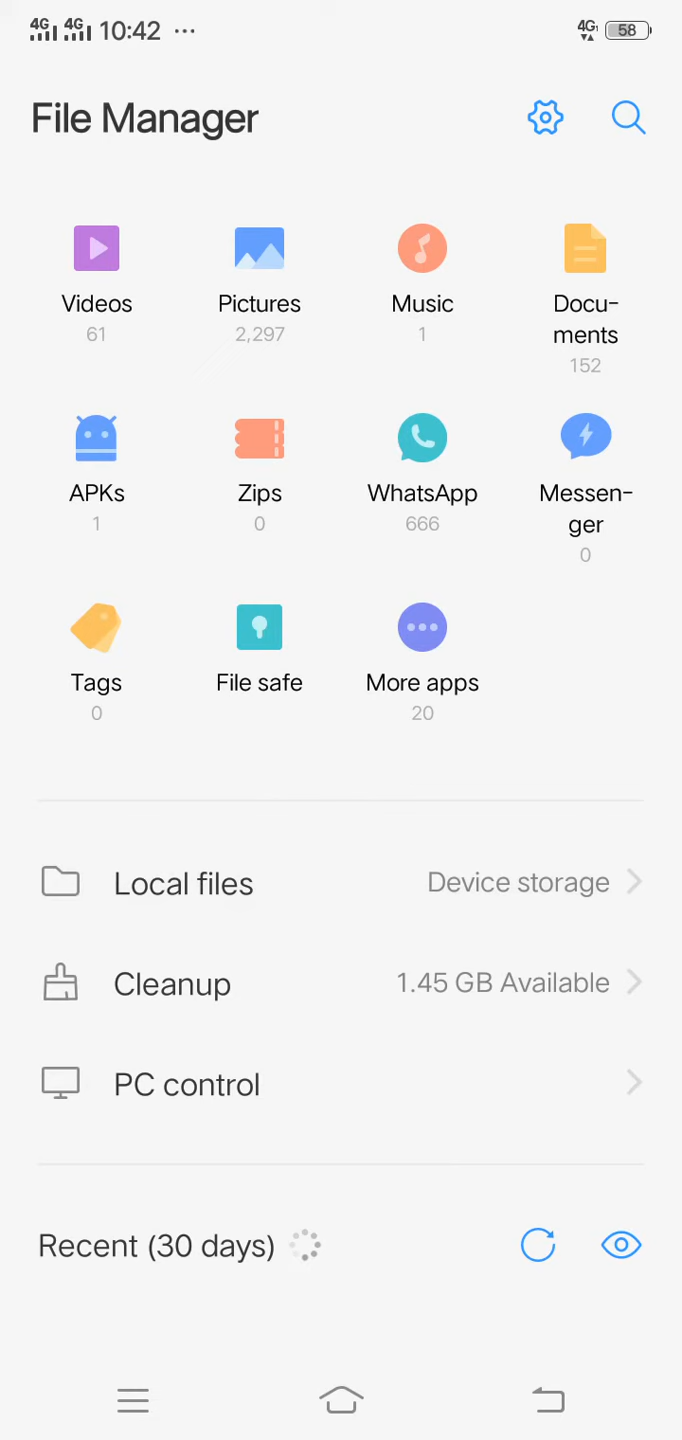 4G 4G 10:42 ... 4G 58
File Manager
Videos Pictures Music Docu-
ments
61 2,297 1 152
APKs Zips WhatsApp Messen-
ger
1 0 666 0
Tags File safe More apps
0 20
Local files Device storage
Cleanup 1.45 GB Available
PC control
Recent (30 days)